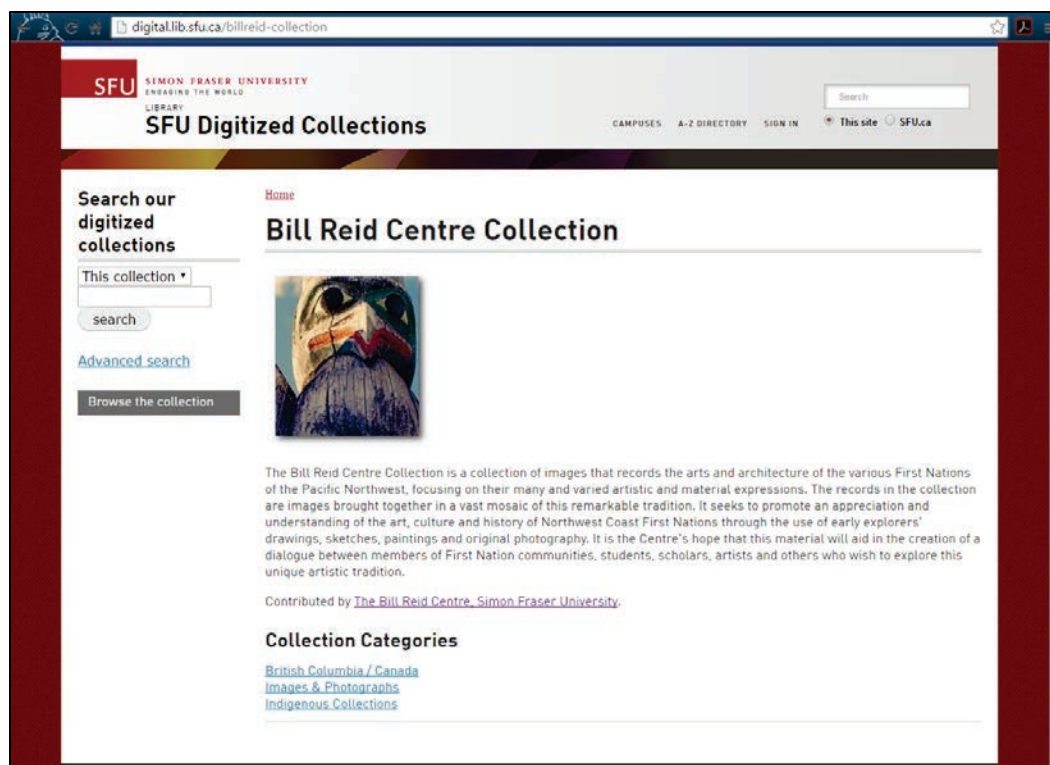 digital.lib.sfu.ca/billreid-collection
SFU
SIMON FRASER UNIVERSITY
ENGAGING THE WORLD
LIBRARY
SFU Digitized Collections
CAMPUSES A-Z DIRECTORY SIGN IN
Search
This site SFU.ca
Search our
digitized
collections
This collection
search
Advanced search
Browse the collection
Home
Bill Reid Centre Collection
The Bill Reid Centre Collection is a collection of images that records the arts and architecture of the various First Nations
of the Pacific Northwest, focusing on their many and varied artistic and material expressions. The records in the collection
are images brought together in a vast mosaic of this remarkable tradition. It seeks to promote an appreciation and
understanding of the art, culture and history of Northwest Coast First Nations through the use of early explorers'
drawings, sketches, paintings and original photography. It is the Centre's hope that this material will aid in the creation of a
dialogue between members of First Nation communities, students, scholars, artists and others who wish to explore this
unique artistic tradition.
Contributed by The Bill Reid Centre, Simon Fraser University.
Collection Categories
British Columbia / Canada
Images & Photographs
Indigenous Collections